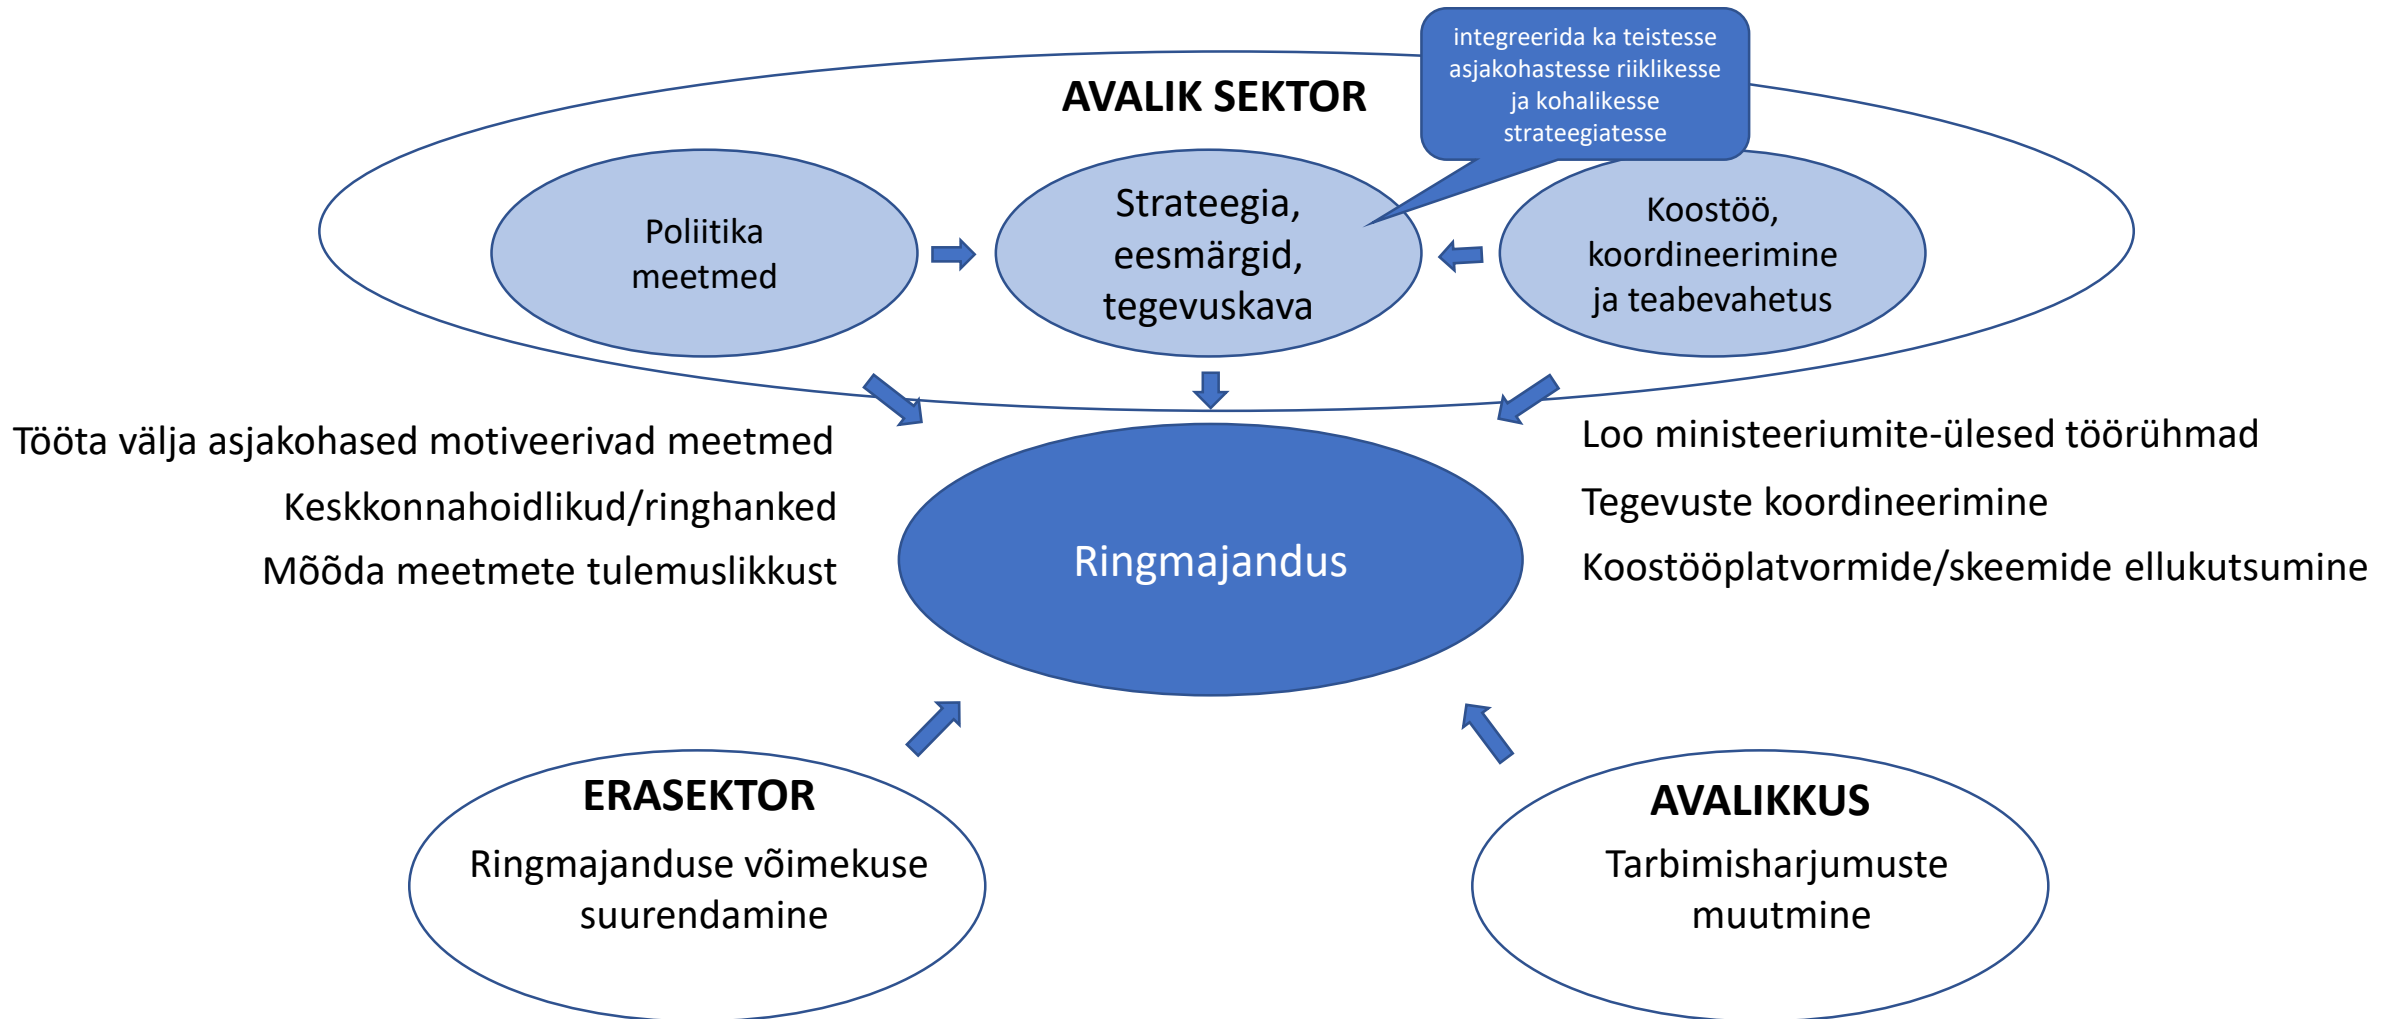 integreerida ka teistesse
asjakohastesse riiklikesse
ja kohalikesse
strateegiatesse
AVALIK SEKTOR
Poliitika
meetmed
Strateegia,
eesmärgid,
tegevuskava
Koostöö,
koordineerimine
ja teabevahetus
Tööta välja asjakohased motiveerivad meetmed
Keskkonnahoidlikud/ringhanked
Mõõda meetmete tulemuslikkust
Loo ministeeriumite-ülesed töörühmad
Tegevuste koordineerimine
Koostööplatvormide/skeemide ellukutsumine
Ringmajandus
ERASEKTOR
Ringmajanduse võimekuse
suurendamine
AVALIKKUS
Tarbimisharjumuste
muutmine